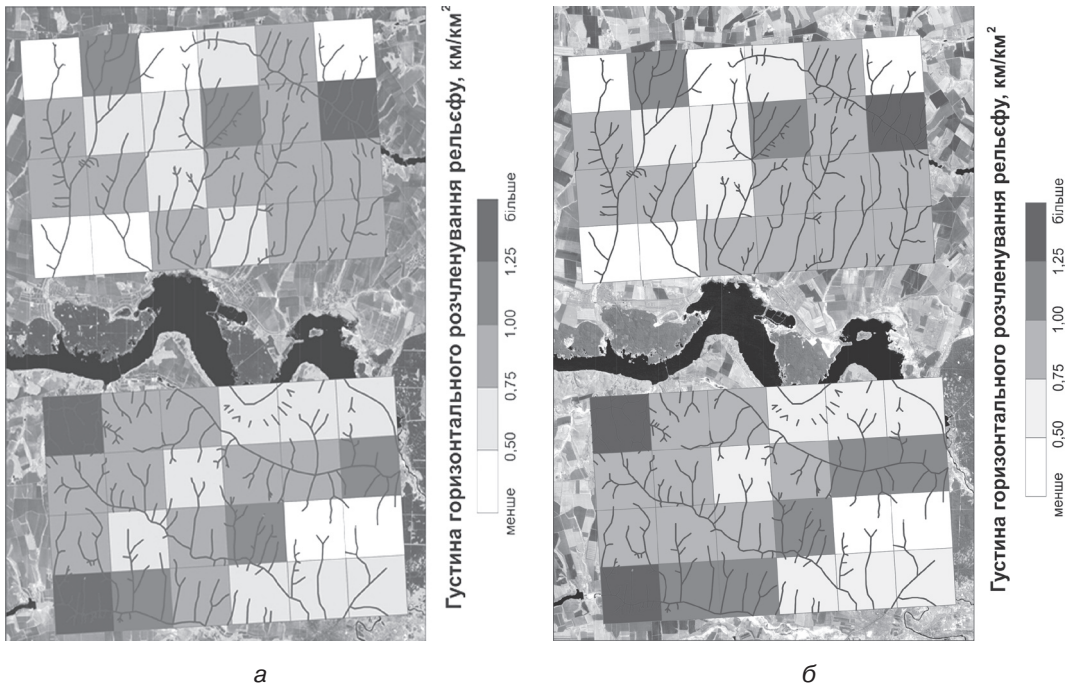 Густина горизонтального розчленування рельєфу, км/км²
менше 0,50 0,75 1,00 1,25 більше
Густина горизонтального розчленування рельєфу, км/км²
менше 0,50 0,75 1,00 1,25 більше
а
б